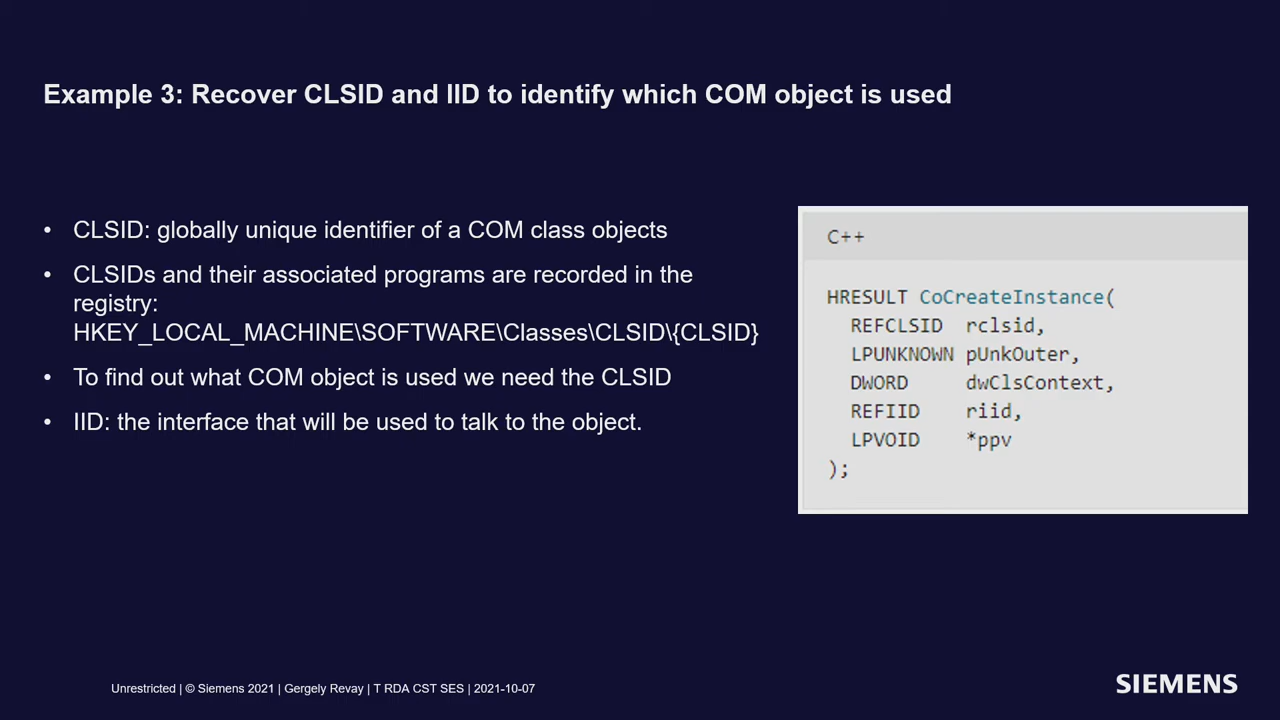 Example 3: Recover CLSID and IID to identify which COM object is used
• CLSID: globally unique identifier of a COM class objects
• CLSIDs and their associated programs are recorded in the
registry:
HKEY_LOCAL_MACHINE\SOFTWARE\Classes\CLSID\{CLSID}
• To find out what COM object is used we need the CLSID
• IID: the interface that will be used to talk to the object.
C++
HRESULT CoCreateInstance(
REFCLSID rclsid,
LPUNKNOWN pUnkOuter,
DWORD dwClsContext,
REFIID riid,
LPVOID *ppv
);
Unrestricted | © Siemens 2021 | Gergely Revay | T RDA CST SES | 2021-10-07
SIEMENS